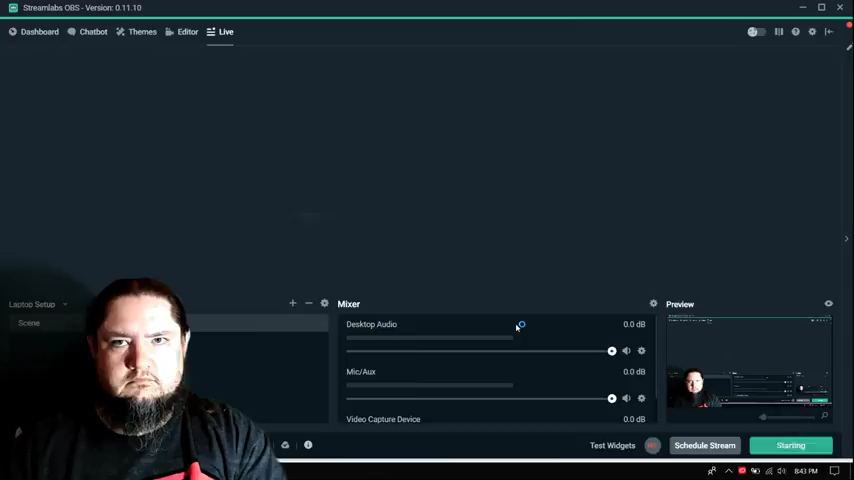 Streamlabs OBS - Version: 0.11.10
Dashboard Chatbot Themes Editor Live
Laptop Setup
Mixer
Preview
Scene
Desktop Audio 0.0 dB
Mic/Aux 0.0 dB
Video Capture Device 0.0 dB
Test Widgets REC Schedule Stream Starting
8:43 PM